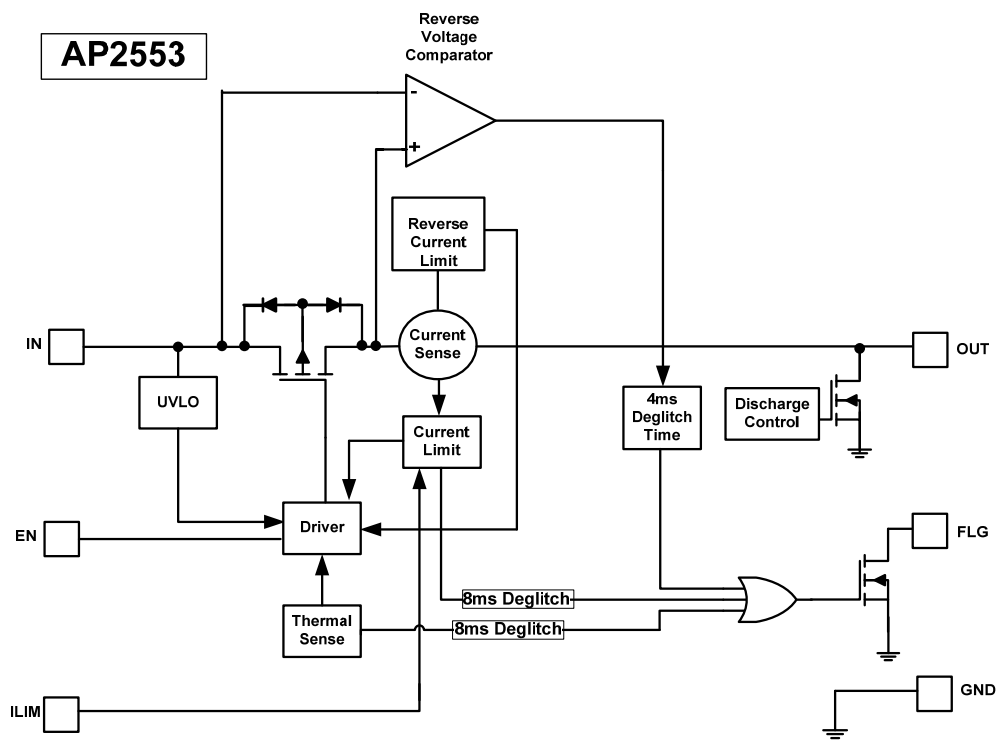 Reverse
Voltage
Comparator
AP2553
-
+
Reverse
Current
Limit
IN
Current
Sense
OUT
UVLO
4ms
Deglitch
Time
Discharge
Control
Current
Limit
EN
Driver
FLG
8ms Deglitch
Thermal
Sense
8ms Deglitch
GND
ILIM